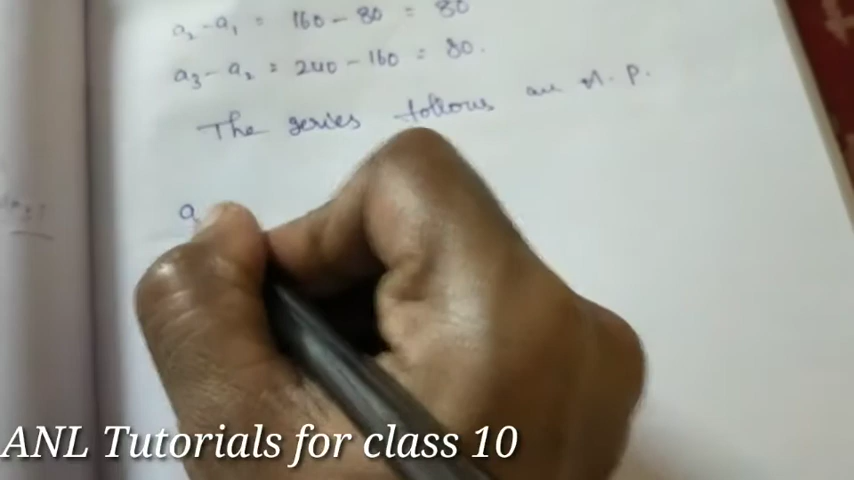 a₂ - a₁ = 160 - 80 = 80
a₃ - a₂ = 240 - 160 = 80.
The series follows an A.P.
a
ANL Tutorials for class 10